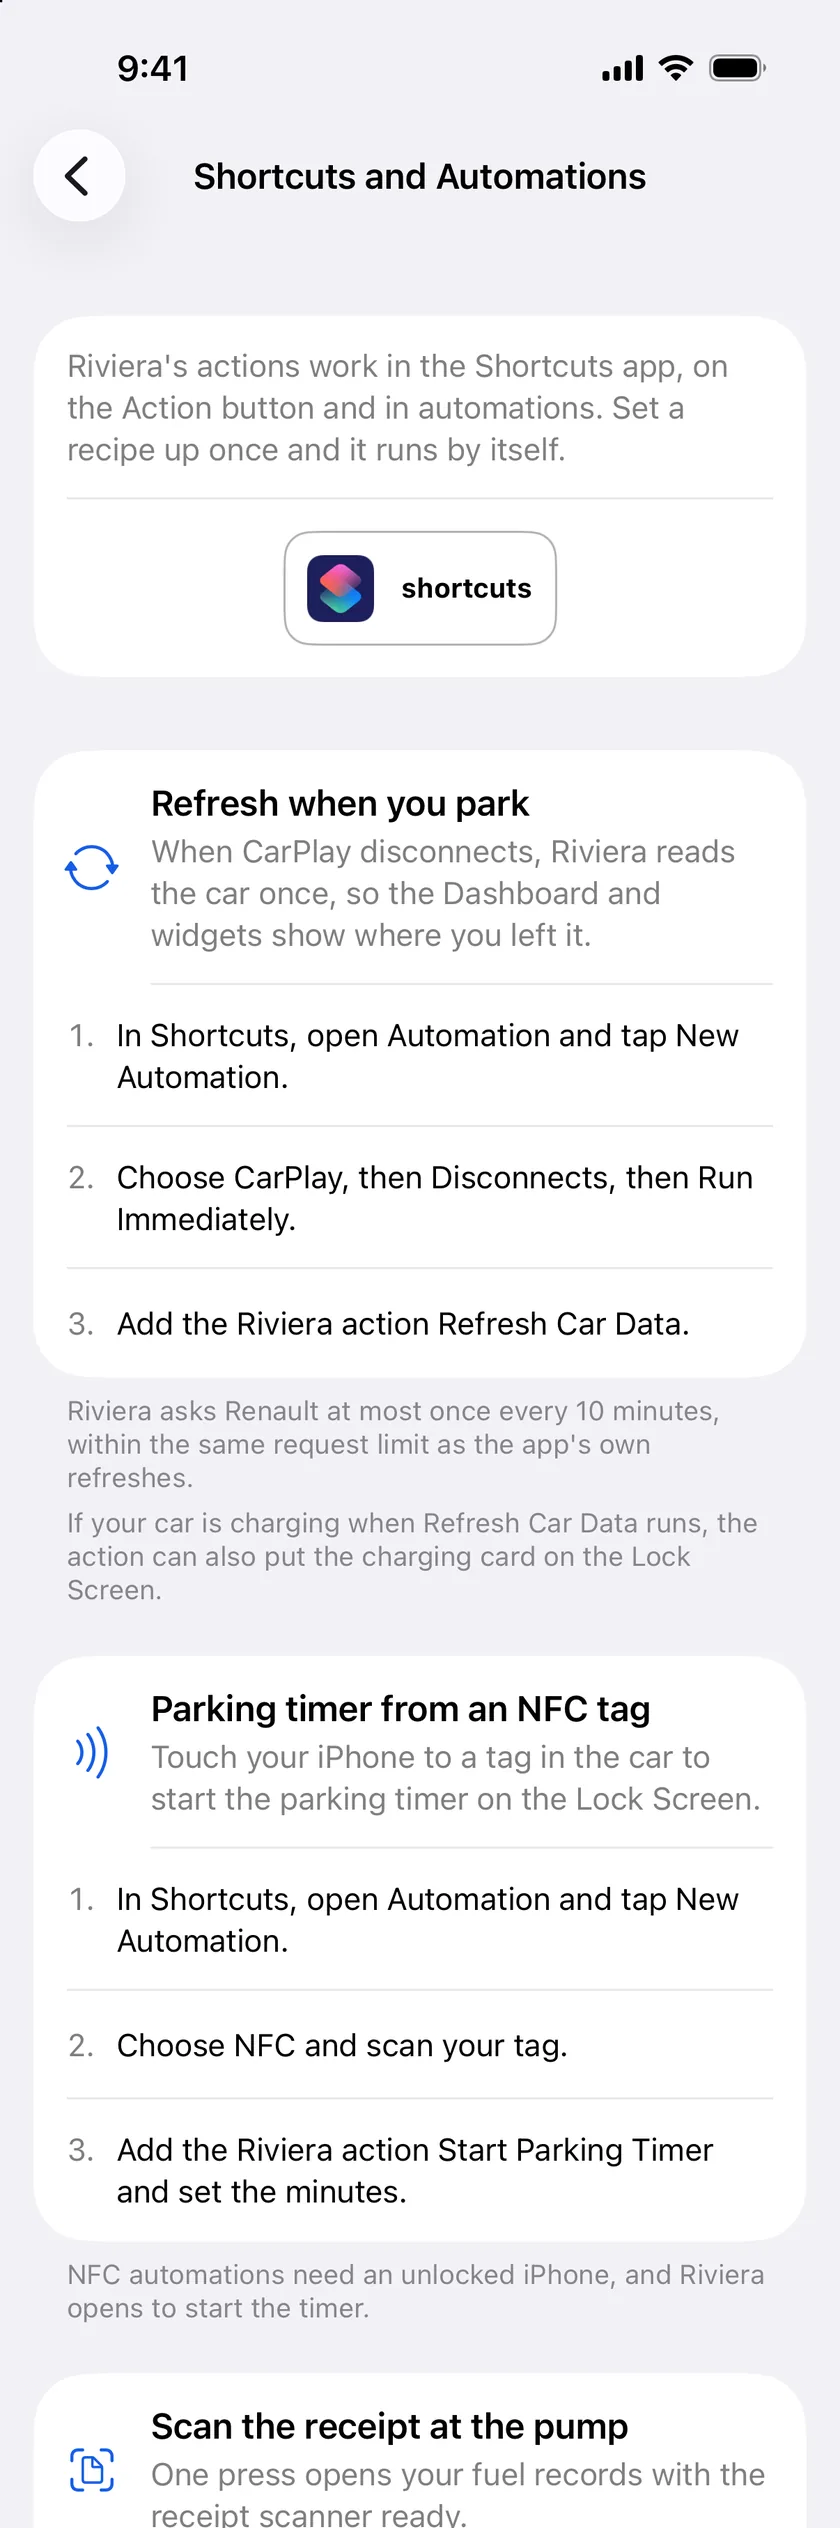 9:41
Shortcuts and Automations
Riviera's actions work in the Shortcuts app, on
the Action button and in automations. Set a
recipe up once and it runs by itself.
shortcuts
Refresh when you park
When CarPlay disconnects, Riviera reads
the car once, so the Dashboard and
widgets show where you left it.
1. In Shortcuts, open Automation and tap New
Automation.
2. Choose CarPlay, then Disconnects, then Run
Immediately.
3. Add the Riviera action Refresh Car Data.
Riviera asks Renault at most once every 10 minutes,
within the same request limit as the app's own
refreshes.
If your car is charging when Refresh Car Data runs, the
action can also put the charging card on the Lock
Screen.
Parking timer from an NFC tag
Touch your iPhone to a tag in the car to
start the parking timer on the Lock Screen.
1. In Shortcuts, open Automation and tap New
Automation.
2. Choose NFC and scan your tag.
3. Add the Riviera action Start Parking Timer
and set the minutes.
NFC automations need an unlocked iPhone, and Riviera
opens to start the timer.
Scan the receipt at the pump
One press opens your fuel records with the
receipt scanner ready.